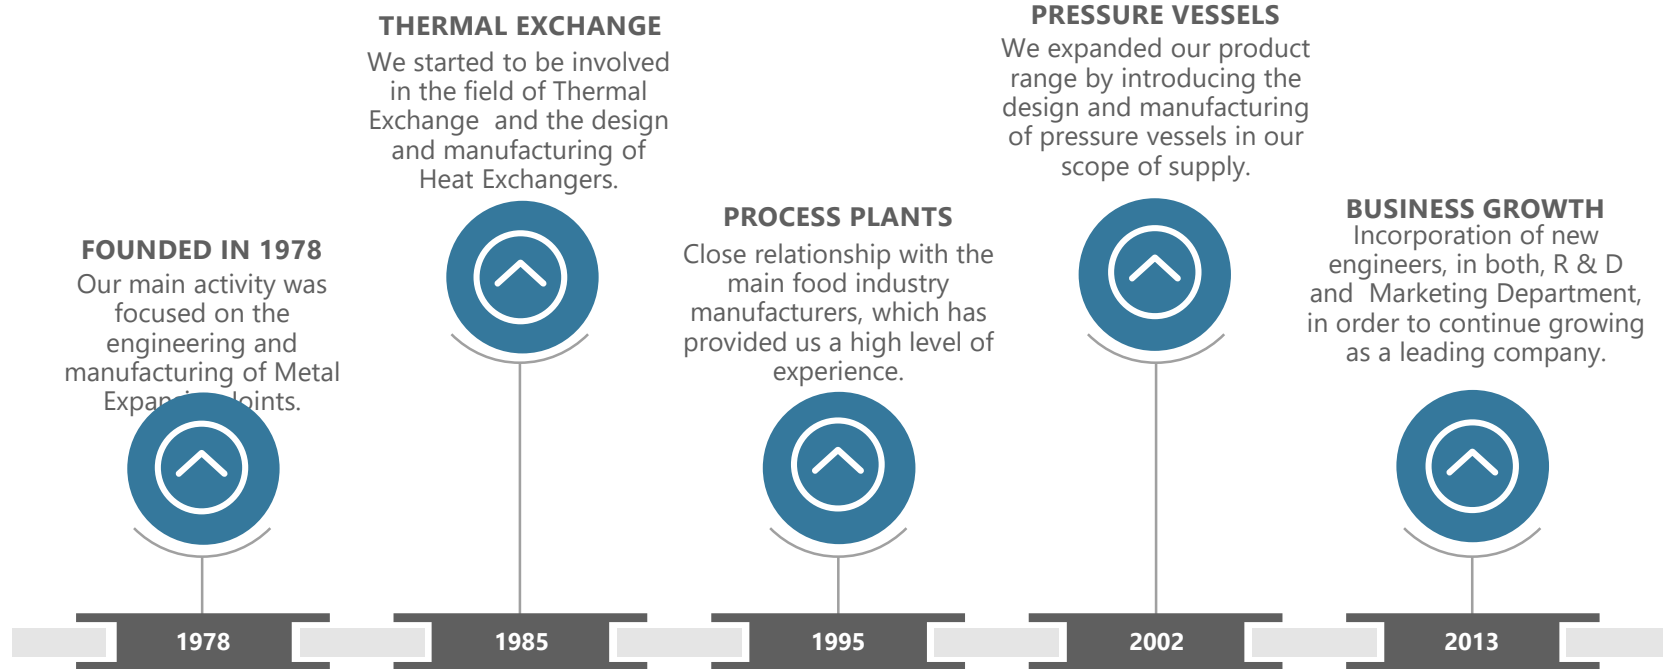 FOUNDED IN 1978
Our main activity was
focused on the
engineering and
manufacturing of Metal
Expansion Joints.
THERMAL EXCHANGE
We started to be involved
in the field of Thermal
Exchange  and the design
and manufacturing of
Heat Exchangers.
PROCESS PLANTS
Close relationship with the
main food industry
manufacturers, which has
provided us a high level of
experience.
PRESSURE VESSELS
We expanded our product
range by introducing the
design and manufacturing
of pressure vessels in our
scope of supply.
BUSINESS GROWTH
Incorporation of new
engineers, in both, R & D
and  Marketing Department,
in order to continue growing
as a leading company.
1978
1985
1995
2002
2013